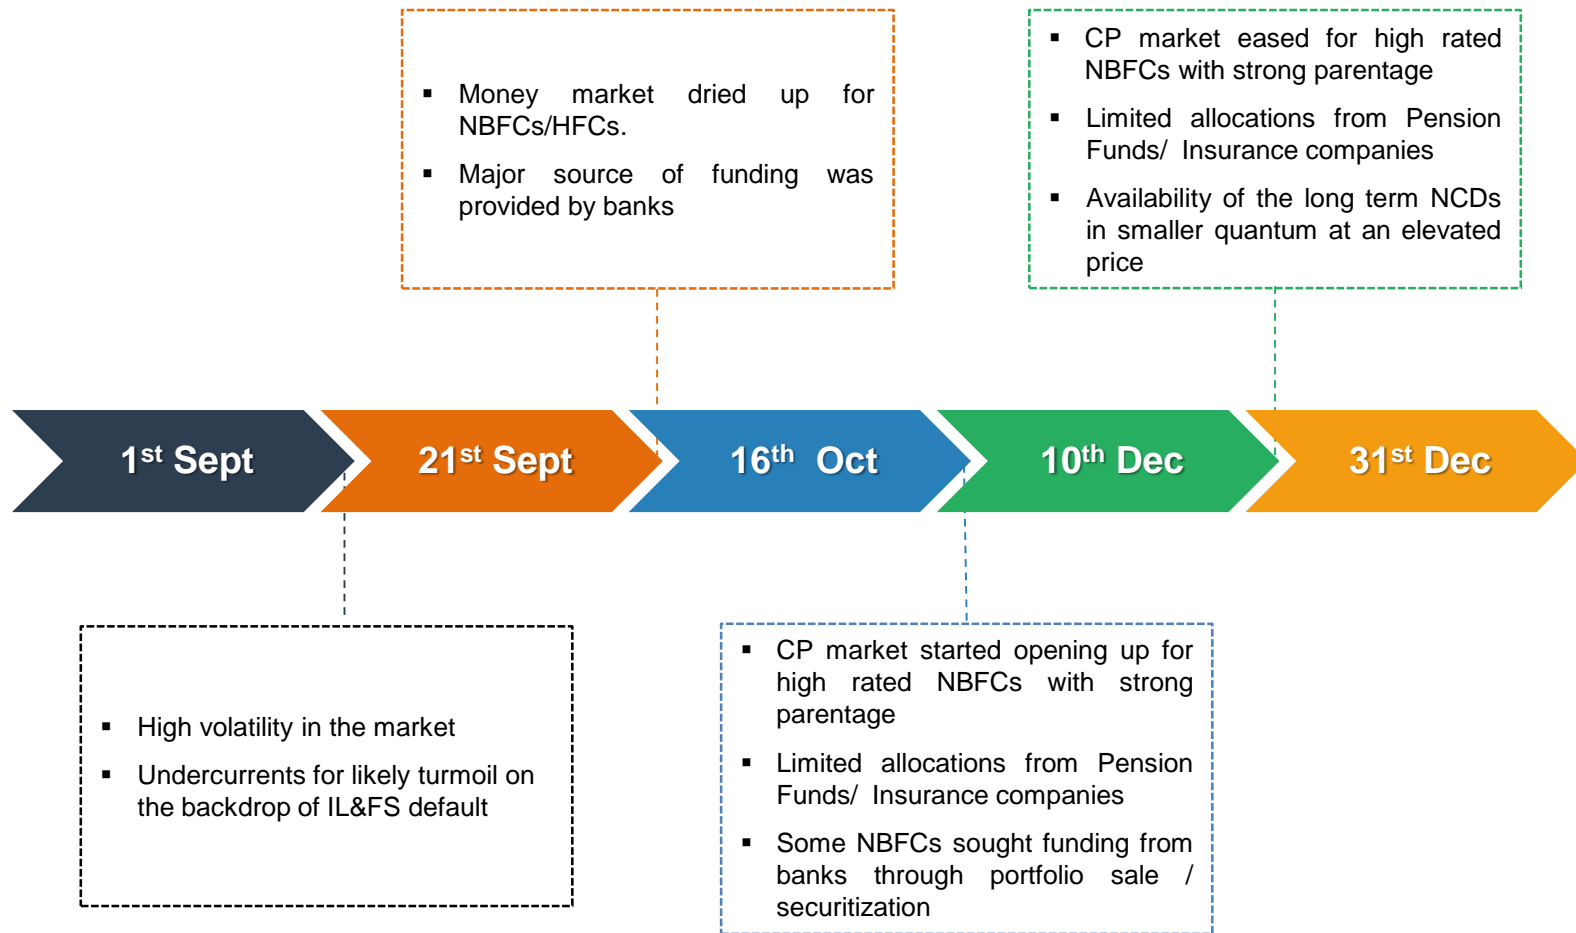 ▪ Money market dried up for
NBFCs/HFCs.
▪ Major source of funding was
provided by banks
▪ CP market eased for high rated
NBFCs with strong parentage
▪ Limited allocations from Pension
Funds/ Insurance companies
▪ Availability of the long term NCDs
in smaller quantum at an elevated
price
1st Sept
21st Sept
16th Oct
10th Dec
31st Dec
▪ High volatility in the market
▪ Undercurrents for likely turmoil on
the backdrop of IL&FS default
▪ CP market started opening up for
high rated NBFCs with strong
parentage
▪ Limited allocations from Pension
Funds/ Insurance companies
▪ Some NBFCs sought funding from
banks through portfolio sale /
securitization